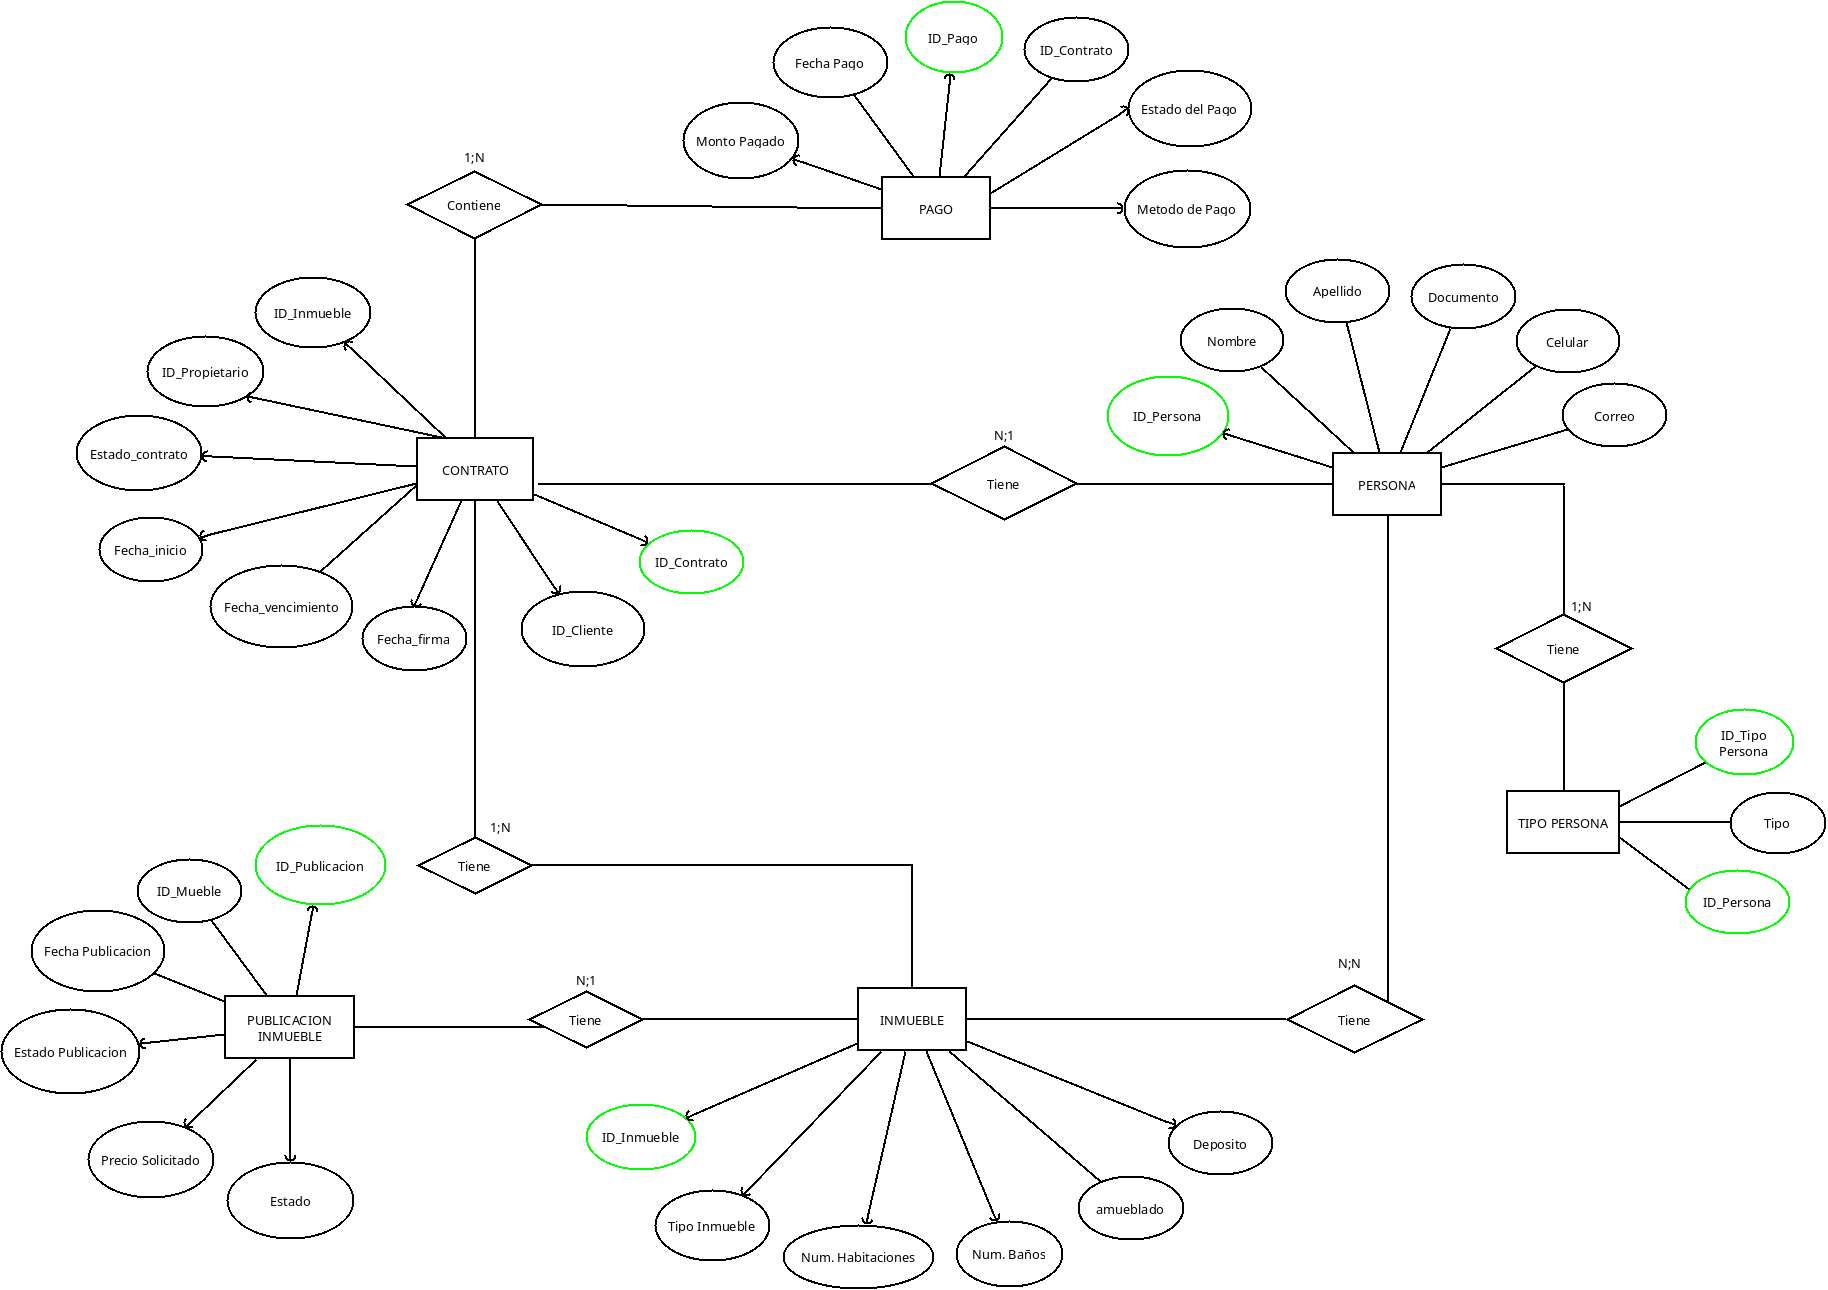 ID_Pago
Fecha Pago
ID_Contrato
Estado del Pago
Monto Pagado
1;N
Contiene
PAGO
Metodo de Pago
ID_Inmueble
Apellido
Documento
Nombre
Celular
ID_Propietario
ID_Persona
Correo
Estado_contrato
N;1
CONTRATO
Tiene
PERSONA
Fecha_inicio
ID_Contrato
Fecha_vencimiento
1;N
Fecha_firma
ID_Cliente
Tiene
ID_Tipo
Persona
1;N
TIPO PERSONA
Tipo
ID_Publicacion
Tiene
ID_Mueble
ID_Persona
Fecha Publicacion
N;N
N;1
PUBLICACION
INMUEBLE
Tiene
INMUEBLE
Tiene
Estado Publicacion
ID_Inmueble
Deposito
Precio Solicitado
Estado
amueblado
Tipo Inmueble
Num. Habitaciones
Num. Baños